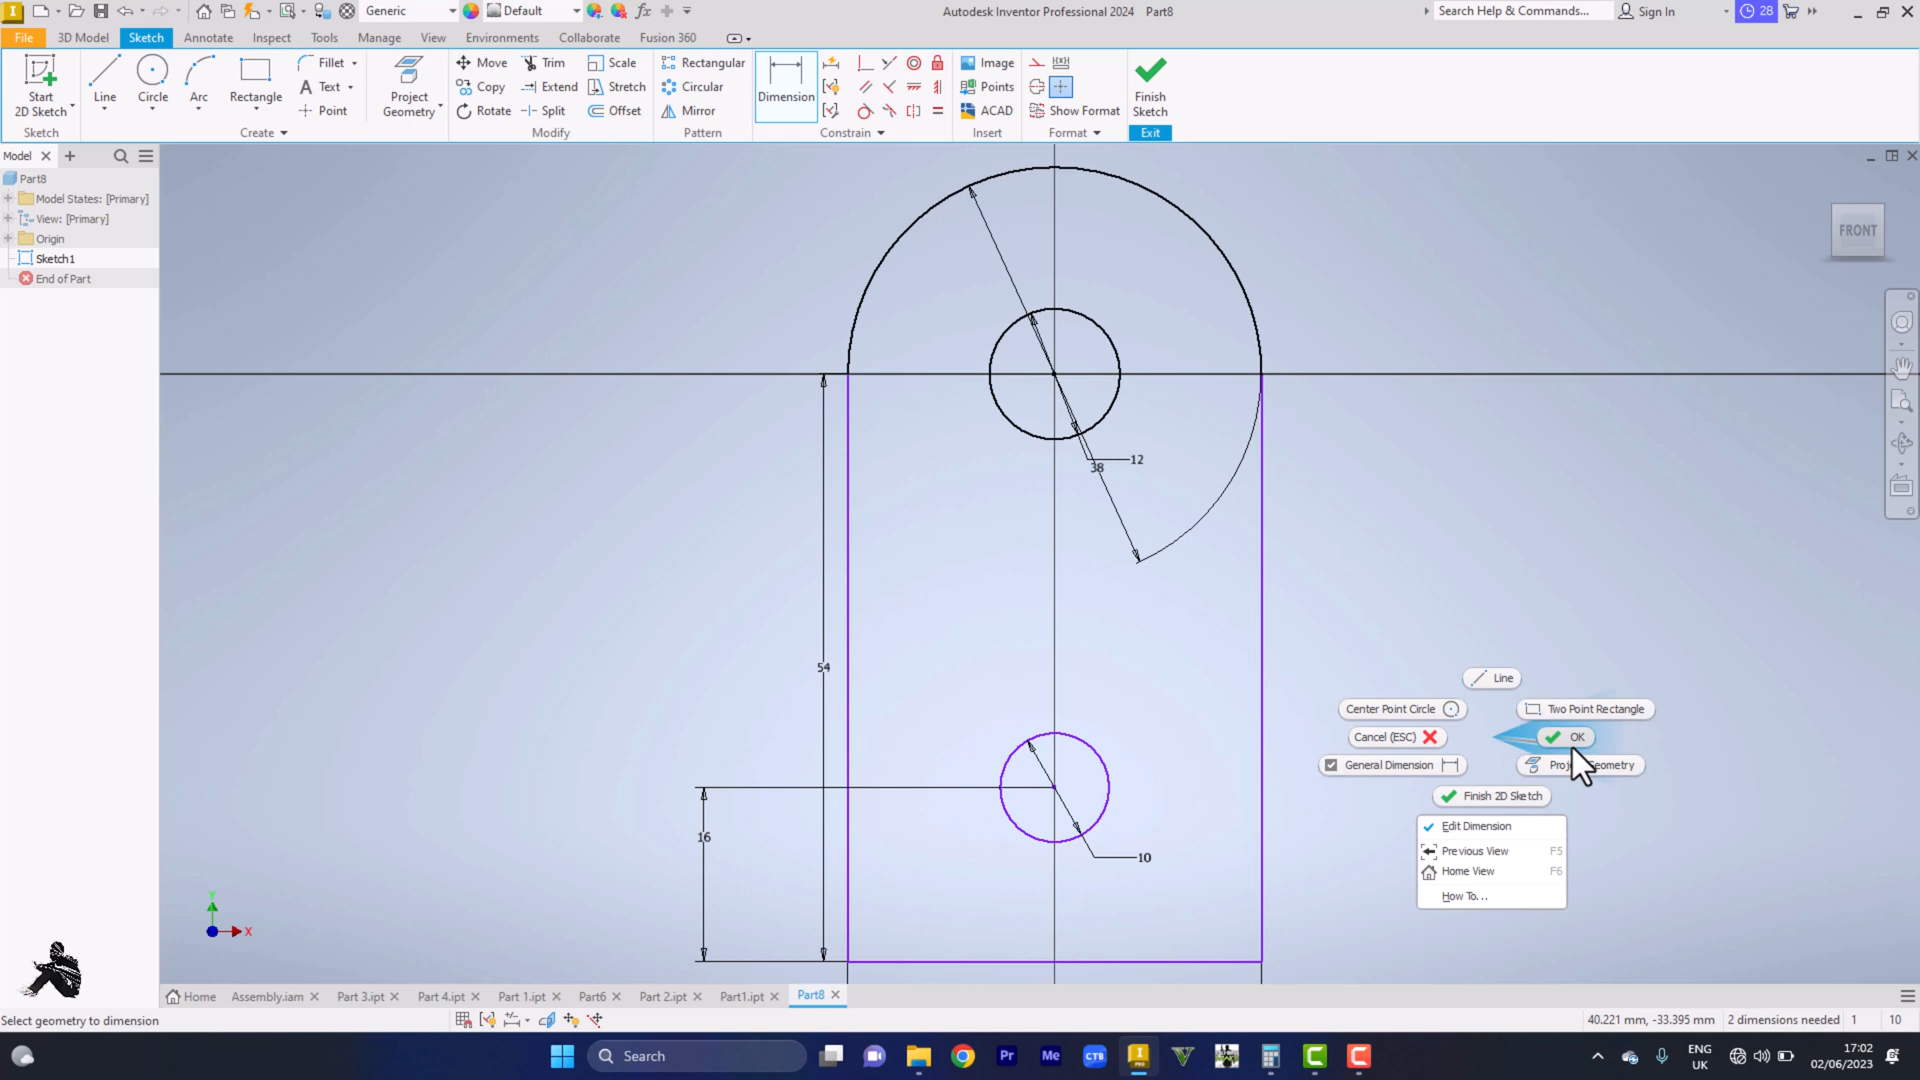 Generic
Default
Autodesk Inventor Professional 2024 Part8
Search Help & Commands...
Sign In
28
File 3D Model Sketch Annotate Inspect Tools Manage View Environments Collaborate Fusion 360
Start 2D Sketch
Line
Circle
Arc
Rectangle
Fillet
Text
Point
Project Geometry
Move
Copy
Rotate
Trim
Extend
Split
Scale
Stretch
Offset
Rectangular
Circular
Mirror
Dimension
Image
Points
ACAD
Show Format
Finish Sketch
Sketch
Create
Modify
Pattern
Constrain
Insert
Format
Exit
Model
Part8
Model States: [Primary]
View: [Primary]
Origin
Sketch1
End of Part
FRONT
12
38
54
16
10
Line
Center Point Circle
Two Point Rectangle
Cancel (ESC)
OK
General Dimension
Finish 2D Sketch
Edit Dimension
Previous View F5
Home View F6
How To...
Y
X
Home Assembly.iam Part 3.ipt Part 4.ipt Part 1.ipt Part6 Part 2.ipt Part1.ipt Part8
Select geometry to dimension
40.221 mm, -33.395 mm 2 dimensions needed 1 10
Search
Pr
Me
CTB
ENG
UK
17:02
02/06/2023